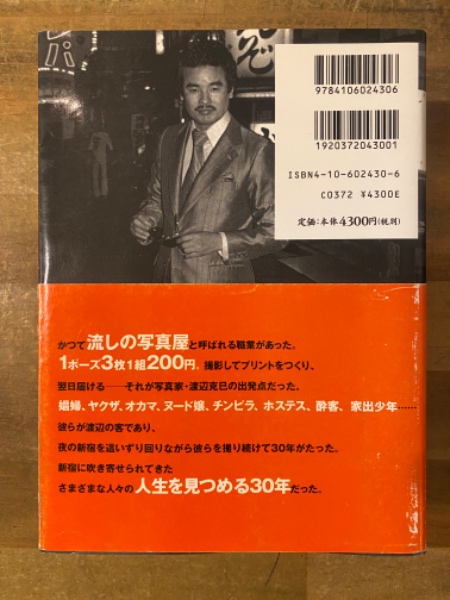 バ
ぞ
9784106024306
1920372043001
ISBN4-10-602430-6
C0372 ¥4300E
定価:本体4300円(税別)
かつて流しの写真屋と呼ばれる職業があった。
1ポーズ3枚1組200円。撮影してプリントをつくり、
翌日届ける──それが写真家・渡辺克巳の出発点だった。
娼婦、ヤクザ、オカマ、ヌード嬢、チンピラ、ホステス、酔客、家出少年……
彼らが渡辺の客であり、
夜の新宿を這いずり回りながら彼らを撮り続けて30年がたった。
新宿に吹き寄せられてきた
さまざまな人々の人生を見つめる30年だった。